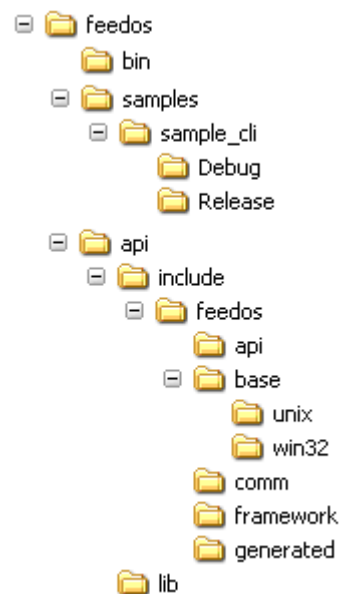 feedos
bin
samples
sample_cli
Debug
Release
api
include
feedos
api
base
unix
win32
comm
framework
generated
lib